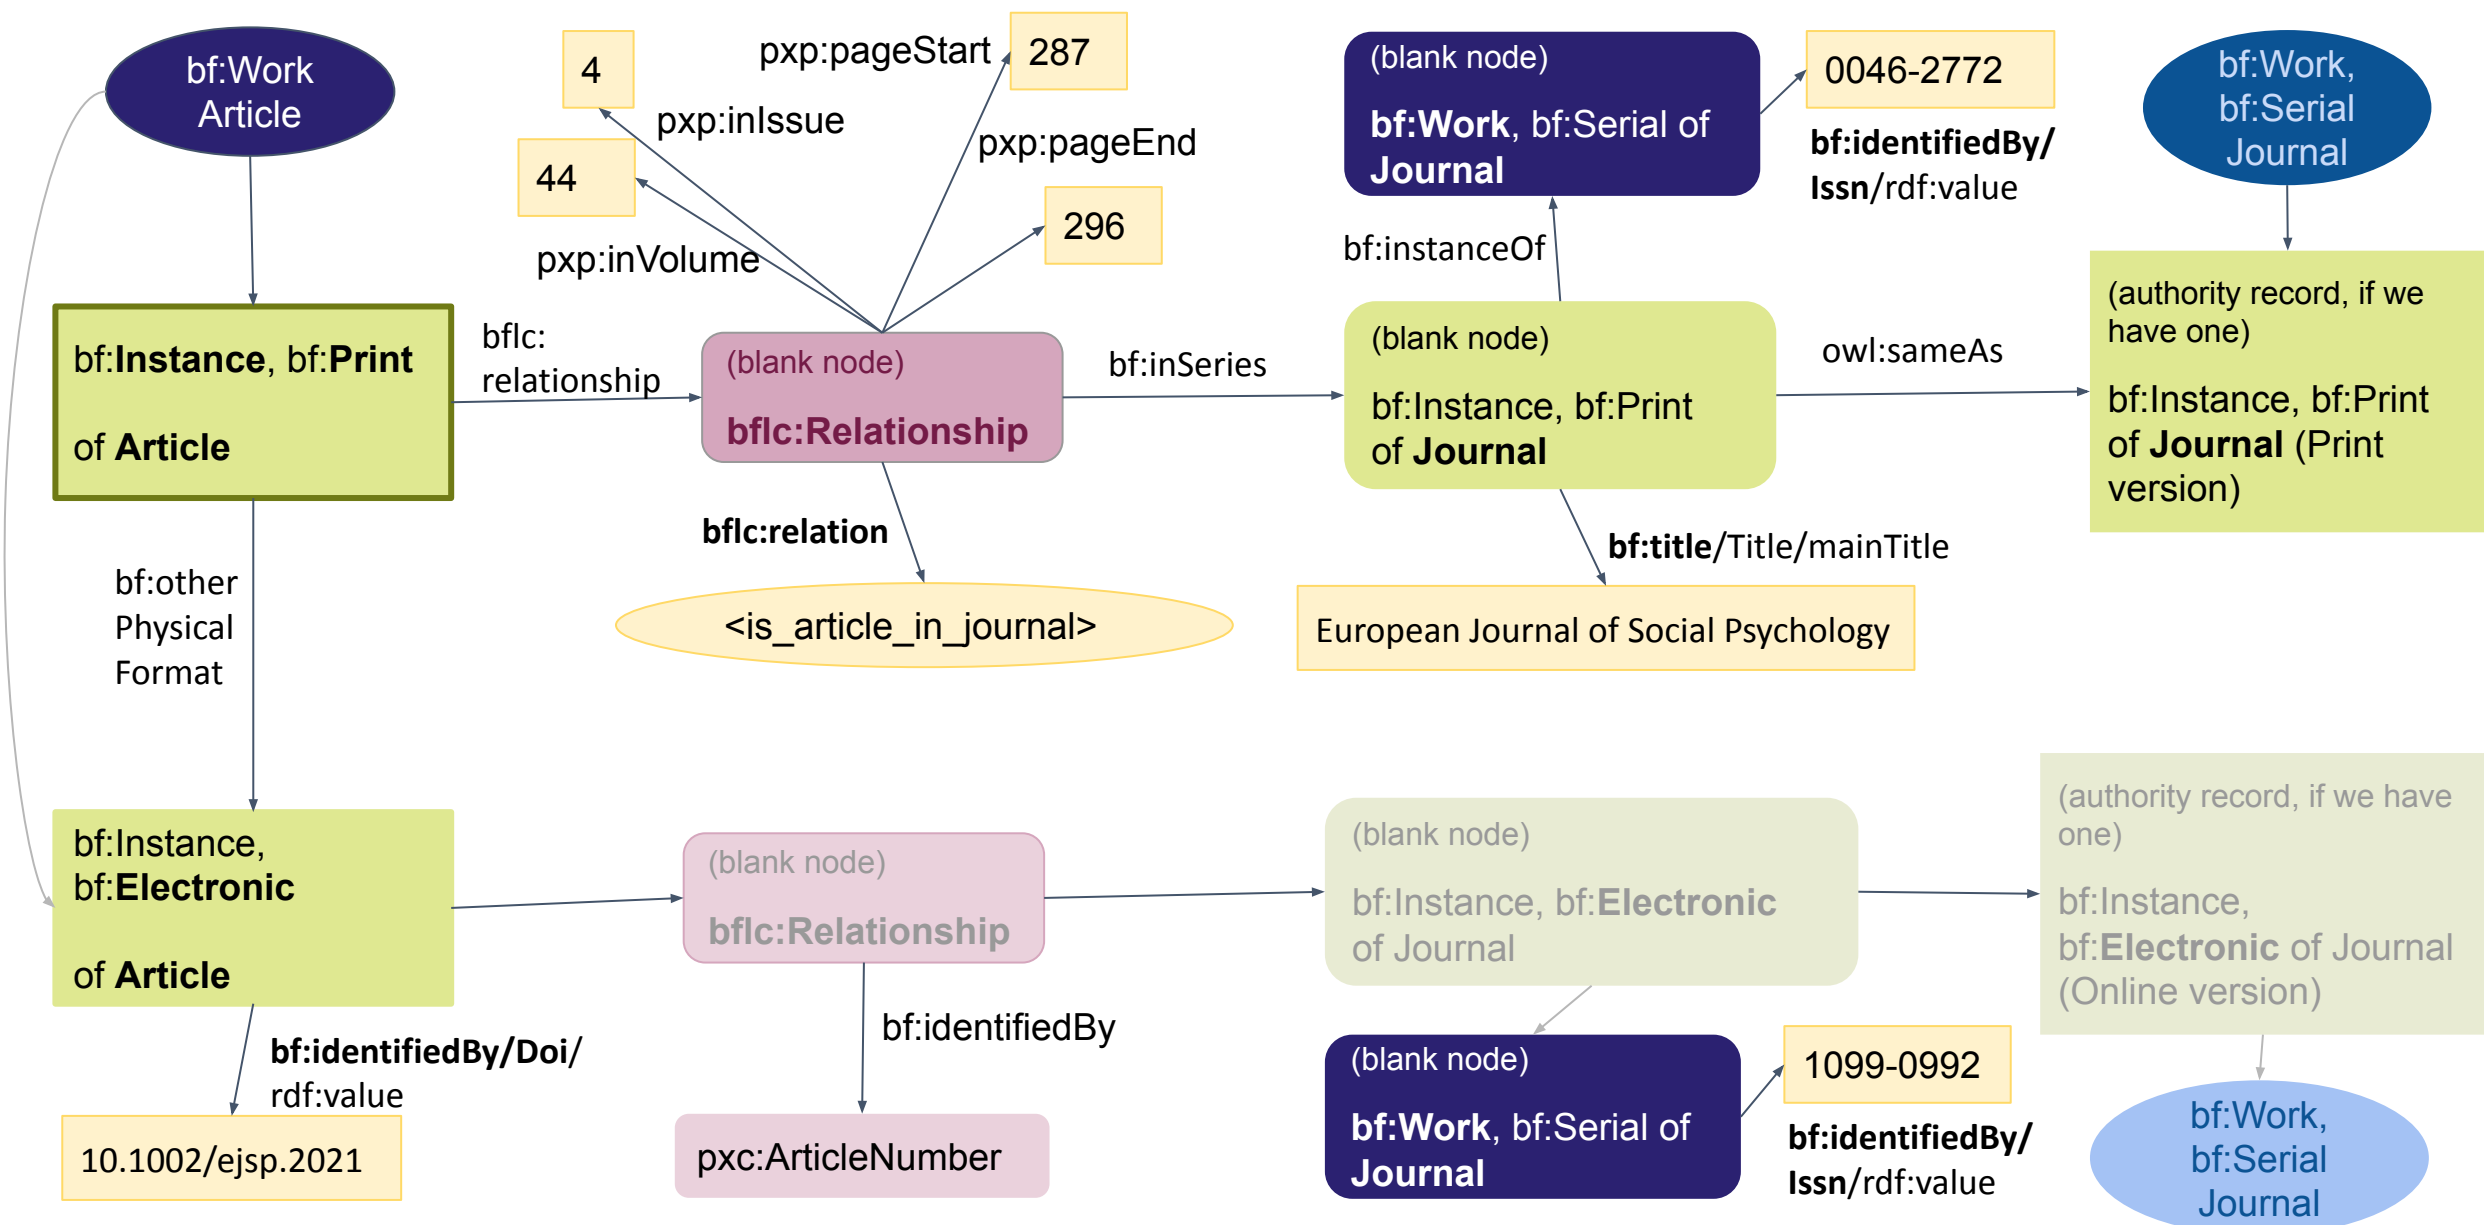 bf:Work
Article
4
44
pxp:inIssue
pxp:inVolume
pxp:pageStart
287
pxp:pageEnd
296
(blank node)
bf:Work, bf:Serial of
Journal
0046-2772
bf:identifiedBy/
Issn/rdf:value
bf:Work,
bf:Serial
Journal
bf:Instance, bf:Print
of Article
bflc:
relationship
(blank node)
bflc:Relationship
bf:inSeries
bf:instanceOf
(blank node)
bf:Instance, bf:Print
of Journal
owl:sameAs
(authority record, if we
have one)
bf:Instance, bf:Print
of Journal (Print
version)
bf:other
Physical
Format
bflc:relation
<is_article_in_journal>
bf:title/Title/mainTitle
European Journal of Social Psychology
bf:Instance,
bf:Electronic
of Article
(blank node)
bflc:Relationship
(blank node)
bf:Instance, bf:Electronic
of Journal
(authority record, if we have
one)
bf:Instance,
bf:Electronic of Journal
(Online version)
bf:identifiedBy/Doi/
rdf:value
10.1002/ejsp.2021
bf:identifiedBy
pxc:ArticleNumber
(blank node)
bf:Work, bf:Serial of
Journal
1099-0992
bf:identifiedBy/
Issn/rdf:value
bf:Work,
bf:Serial
Journal